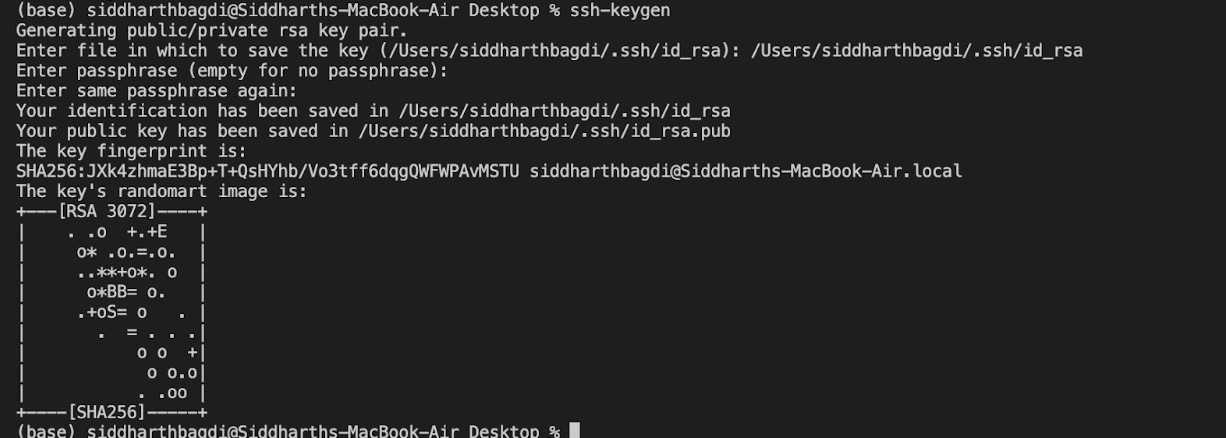 (base) siddharthbagdi@Siddharths-MacBook-Air Desktop % ssh-keygen
Generating public/private rsa key pair.
Enter file in which to save the key (/Users/siddharthbagdi/.ssh/id_rsa): /Users/siddharthbagdi/.ssh/id_rsa
Enter passphrase (empty for no passphrase):
Enter same passphrase again:
Your identification has been saved in /Users/siddharthbagdi/.ssh/id_rsa
Your public key has been saved in /Users/siddharthbagdi/.ssh/id_rsa.pub
The key fingerprint is:
SHA256:JXk4zhmaE3Bp+T+QsHYhb/Vo3tff6dqgQWFWPAvMSTU siddharthbagdi@Siddharths-MacBook-Air.local
The key's randomart image is:
+---[RSA 3072]----+
|    . .o  +.+E   |
|     o* .o.=.o.  |
|     ..**+o*. o  |
|      o*BB= o.   |
|     .+oS= o   . |
|       .  = . . .|
|           o o  +|
|            o o.o|
|           . .oo |
+----[SHA256]-----+
(base) siddharthbagdi@Siddharths-MacBook-Air Desktop %